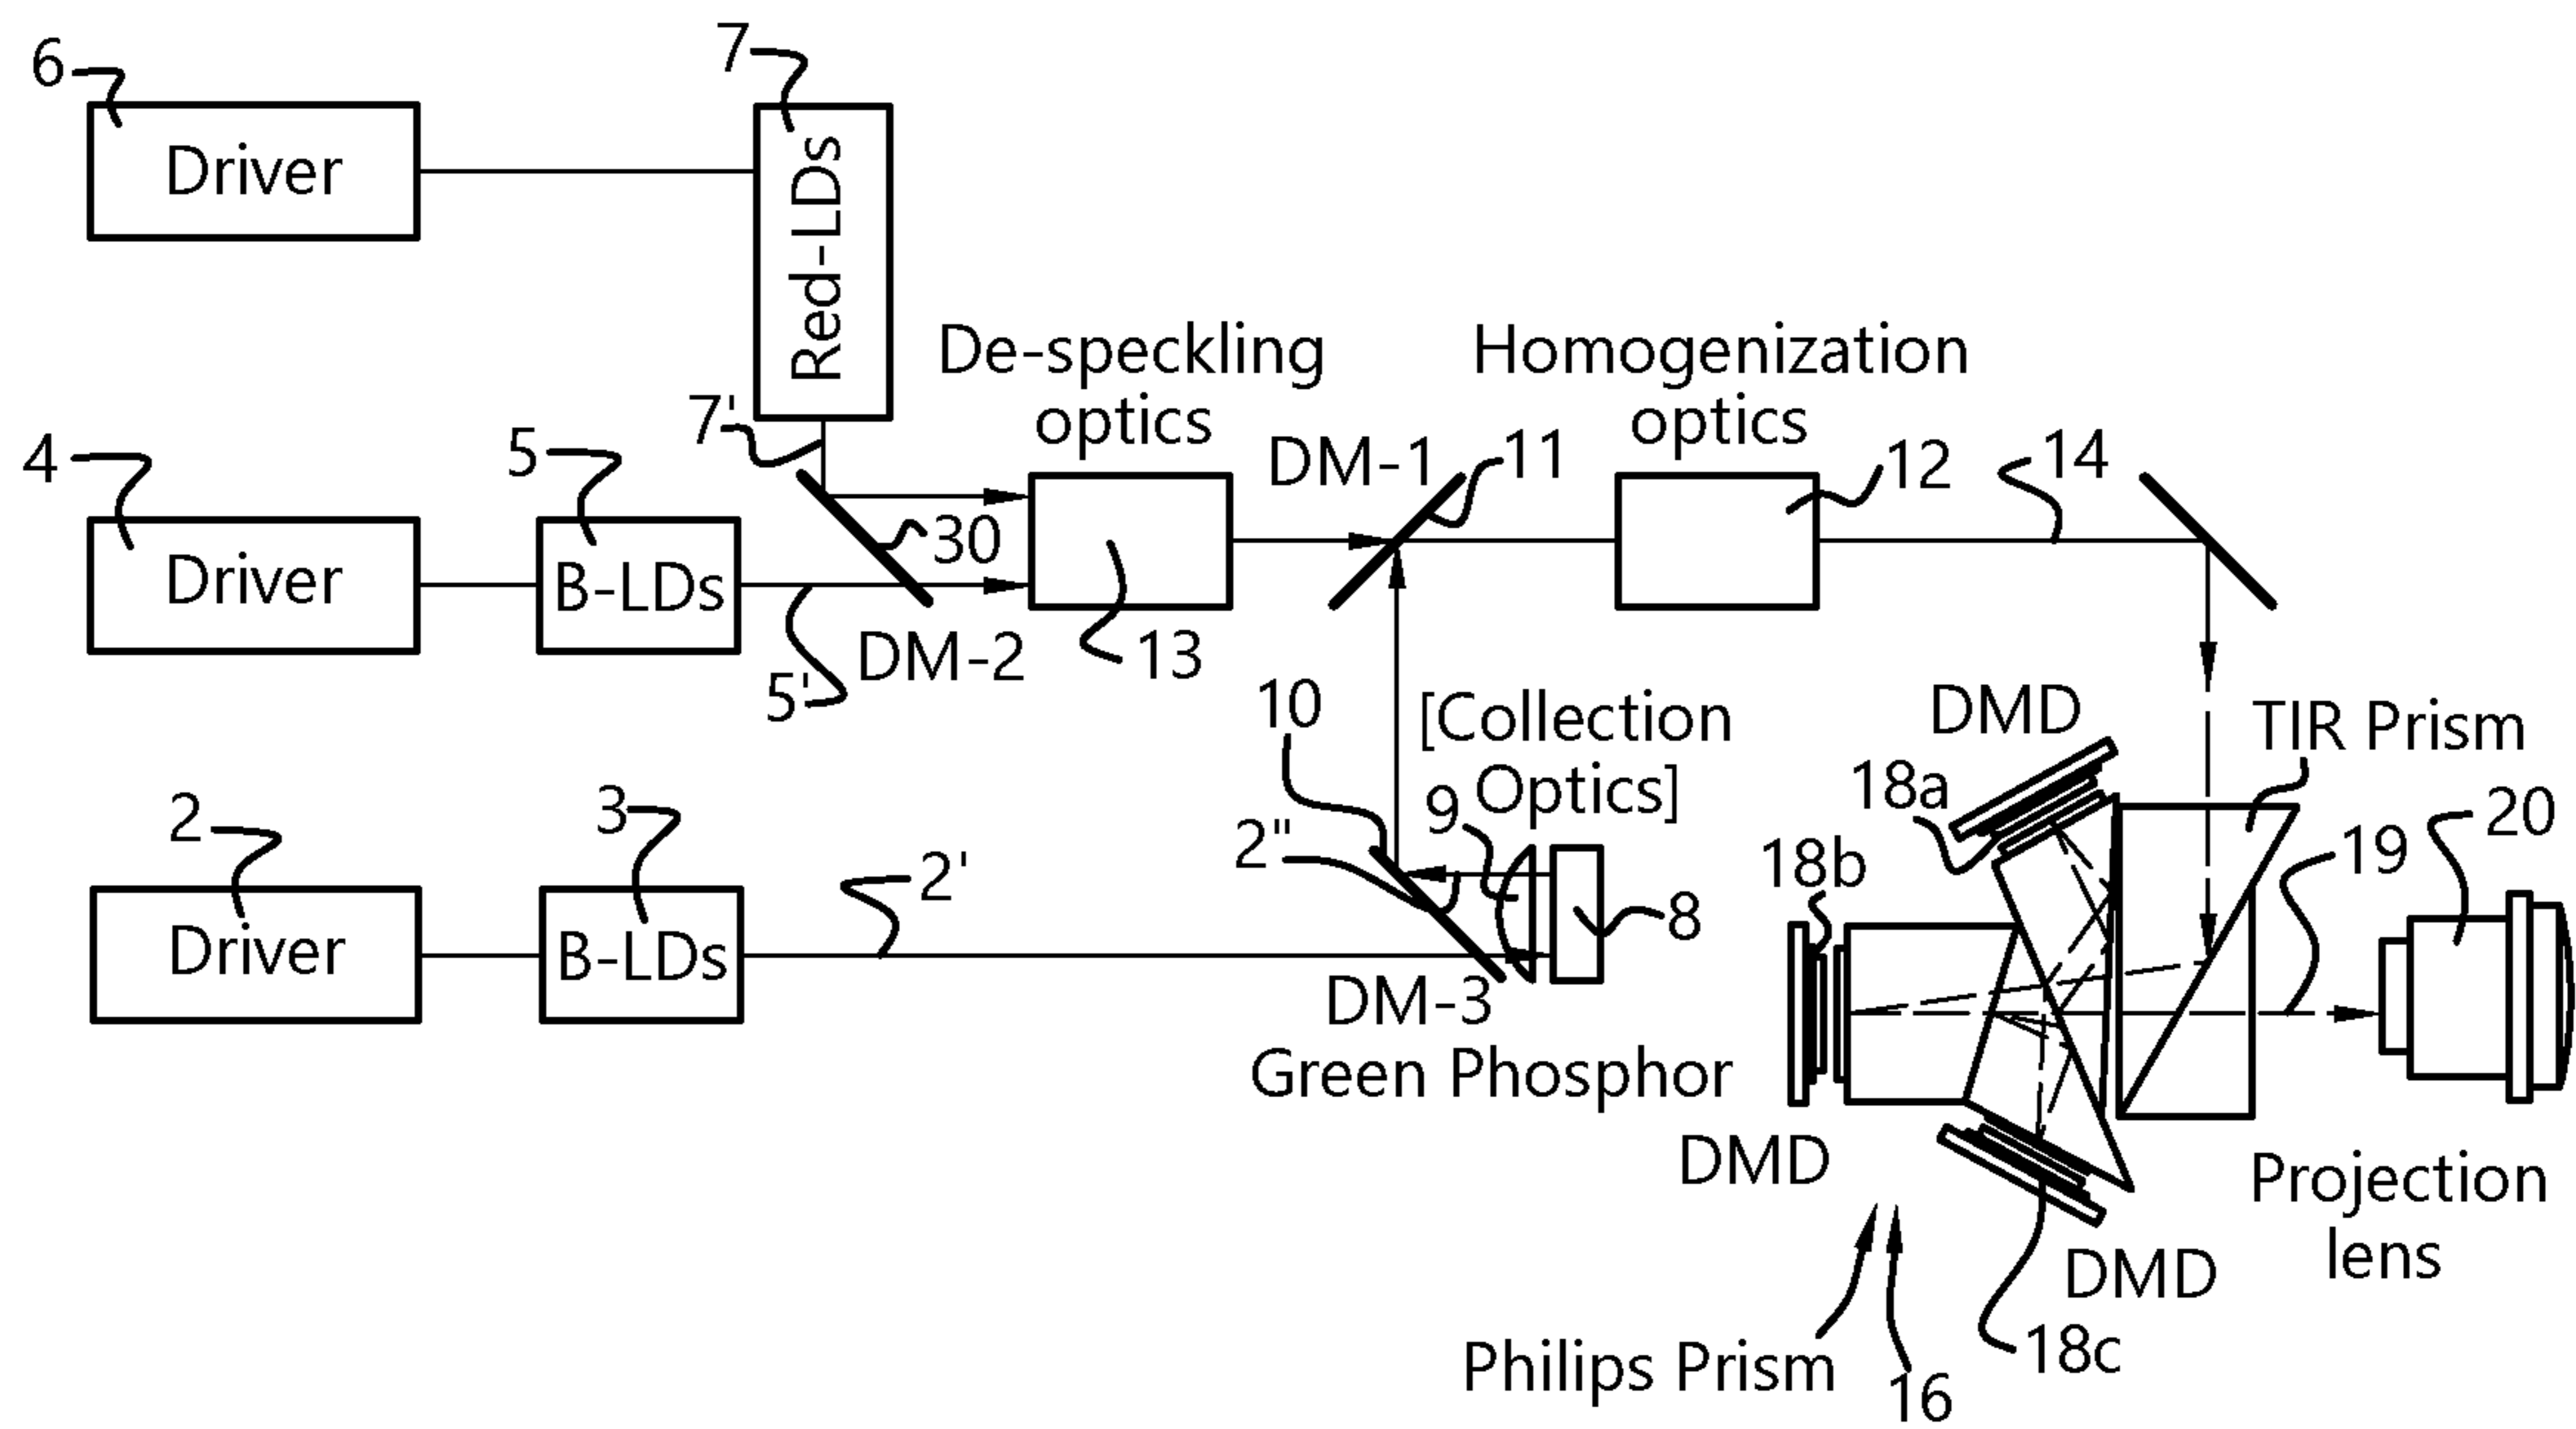 6
7
Driver
Red-LDs
De-speckling
optics
Homogenization
optics
7'
4
5
DM-1
11
12
14
30
Driver
B-LDs
13
5'
DM-2
10
[Collection
Optics]
DMD
TIR Prism
2
3
2'
2"
9
18a
18b
19
20
8
Driver
B-LDs
DM-3
Green Phosphor
DMD
Projection
lens
DMD
Philips Prism
18c
16